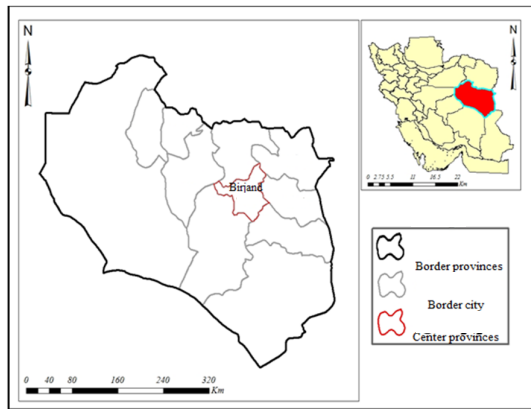 N
Birjand
0 40 80 160 240 320
Km
N
0 2.75 5.5 11 16.5 22
Km
Border provinces
Border city
Center provinces